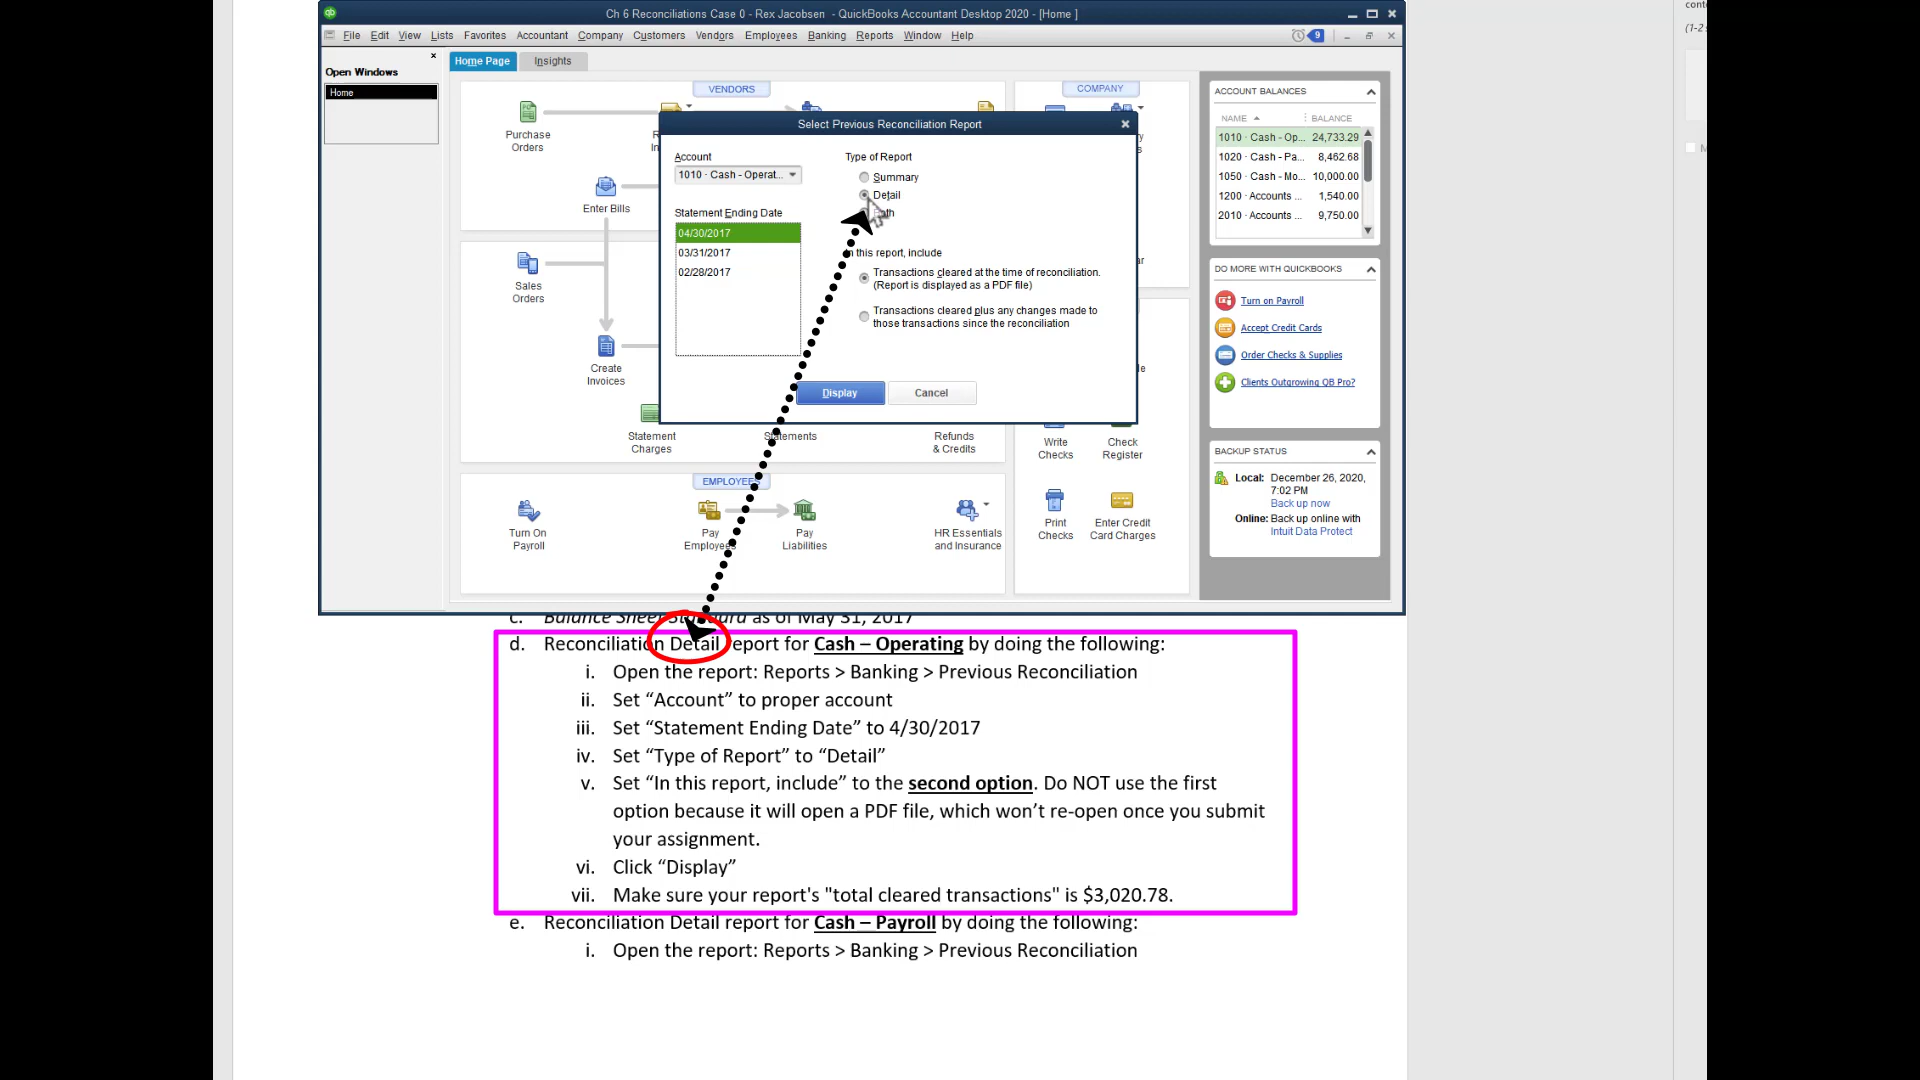 Ch 6 Reconciliations Case 0 - Rex Jacobsen - QuickBooks Accountant Desktop 2020 - [Home ]
File Edit View Lists Favorites Accountant Company Customers Vendors Employees Banking Reports Window Help
9
Open Windows
Home
Home Page Insights
VENDORS
COMPANY
Purchase
Orders
Enter Bills
Sales
Orders
Create
Invoices
Statement
Charges
Statements
Refunds
& Credits
EMPLOYEES
Turn On
Payroll
Pay
Employees
Pay
Liabilities
HR Essentials
and Insurance
Write
Checks
Check
Register
Print
Checks
Enter Credit
Card Charges
Select Previous Reconciliation Report
Account
1010 · Cash - Operat...
Statement Ending Date
04/30/2017
03/31/2017
02/28/2017
Type of Report
Summary
Detail
In this report, include
Transactions cleared at the time of reconciliation.
(Report is displayed as a PDF file)
Transactions cleared plus any changes made to
those transactions since the reconciliation
Display Cancel
ACCOUNT BALANCES
NAME BALANCE
1010 · Cash - Op... 24,733.29
1020 · Cash - Pa... 8,462.68
1050 · Cash - Mo... 10,000.00
1200 · Accounts ... 1,540.00
2010 · Accounts ... 9,750.00
DO MORE WITH QUICKBOOKS
Turn on Payroll
Accept Credit Cards
Order Checks & Supplies
Clients Outgrowing QB Pro?
BACKUP STATUS
Local: December 26, 2020,
7:02 PM
Back up now
Online: Back up online with
Intuit Data Protect
c. Balance Sheet Standard as of May 31, 2017
d. Reconciliation Detail report for Cash – Operating by doing the following:
i. Open the report: Reports > Banking > Previous Reconciliation
ii. Set “Account” to proper account
iii. Set “Statement Ending Date” to 4/30/2017
iv. Set “Type of Report” to “Detail”
v. Set “In this report, include” to the second option. Do NOT use the first
option because it will open a PDF file, which won’t re-open once you submit
your assignment.
vi. Click “Display”
vii. Make sure your report's "total cleared transactions" is $3,020.78.
e. Reconciliation Detail report for Cash – Payroll by doing the following:
i. Open the report: Reports > Banking > Previous Reconciliation